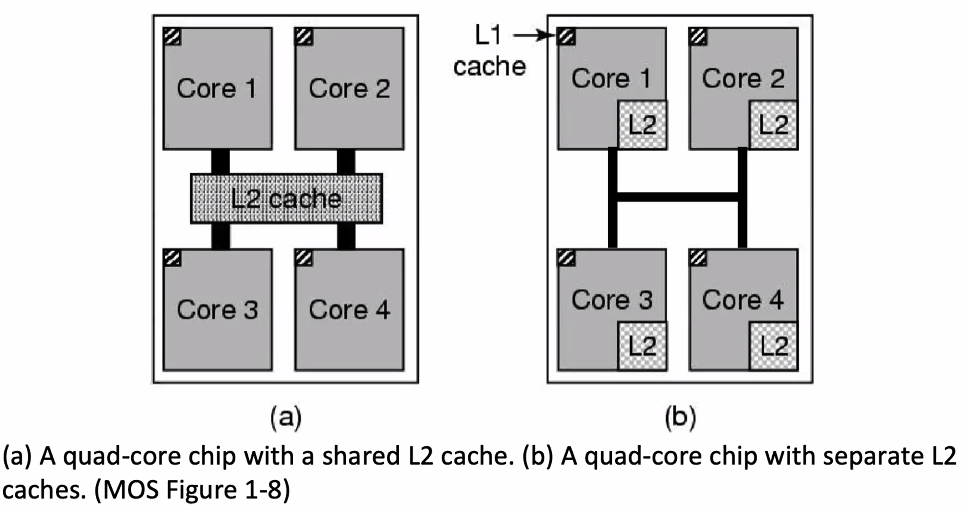 Core 1
Core 2
L2 cache
Core 3
Core 4
(a)
L1
cache
Core 1
L2
Core 2
L2
Core 3
L2
Core 4
L2
(b)
(a) A quad-core chip with a shared L2 cache. (b) A quad-core chip with separate L2
caches. (MOS Figure 1-8)